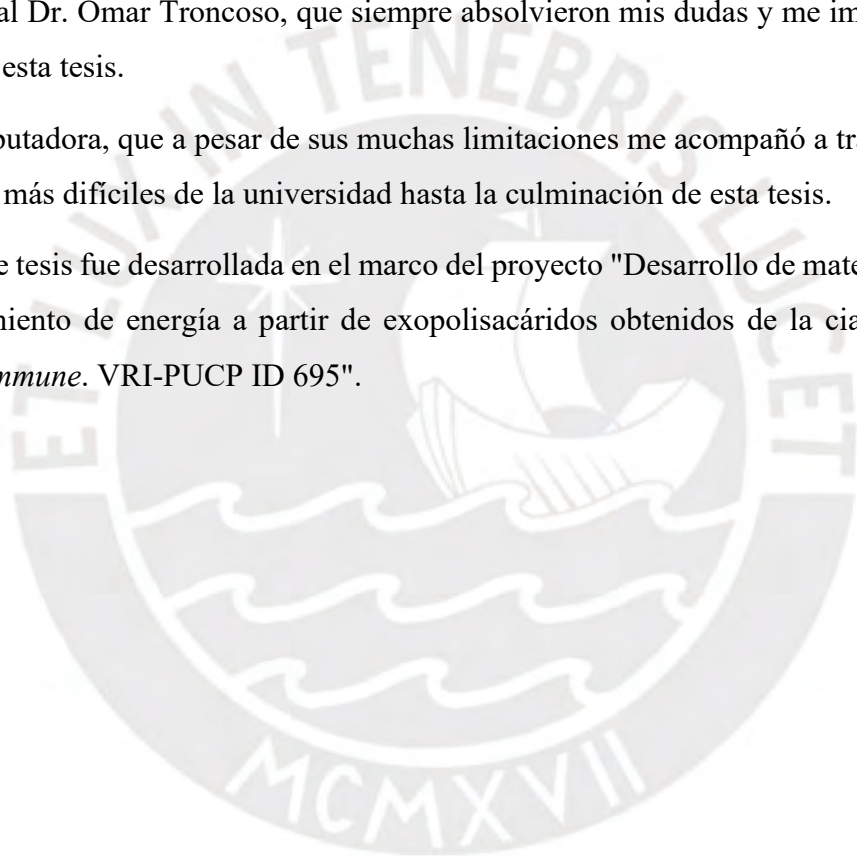 al Dr. Omar Troncoso, que siempre absolvieron mis dudas y me im
esta tesis.
putadora, que a pesar de sus muchas limitaciones me acompañó a tra
más difíciles de la universidad hasta la culminación de esta tesis.
e tesis fue desarrollada en el marco del proyecto "Desarrollo de mate
miento de energía a partir de exopolisacáridos obtenidos de la cia
mmune. VRI-PUCP ID 695".
ET LUX IN TENEBRIS LUCET
MCMXVII